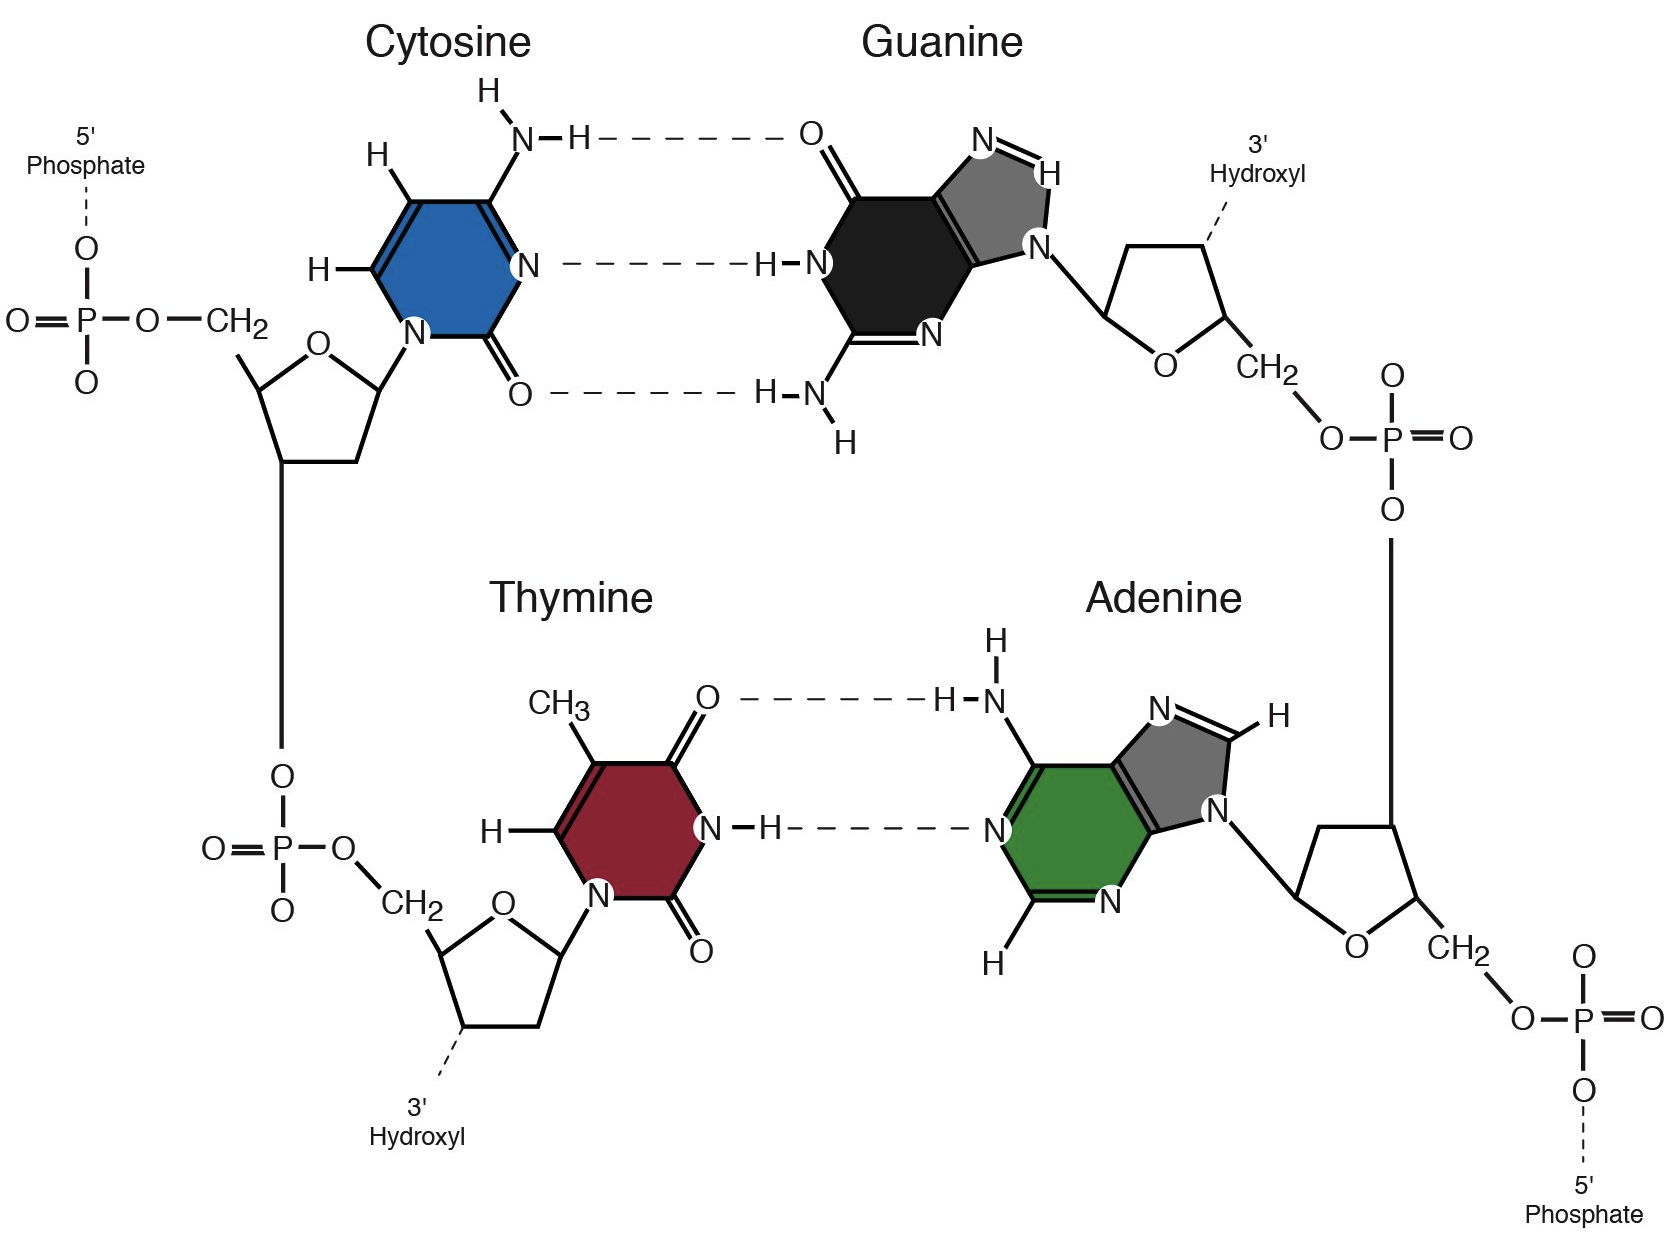 Cytosine
Guanine
H
5'
Phosphate
H
N
H
O
N
H
3'
Hydroxyl
O
H
N
H
N
N
O
P
O
CH2
O
N
N
O
CH2
O
O
H
N
O
O
P
O
H
O
Thymine
Adenine
H
CH3
O
H
N
N
H
O
H
N
H
N
N
O
P
O
CH2
O
N
N
O
O
O
CH2
H
O
O
P
O
O
3'
Hydroxyl
5'
Phosphate